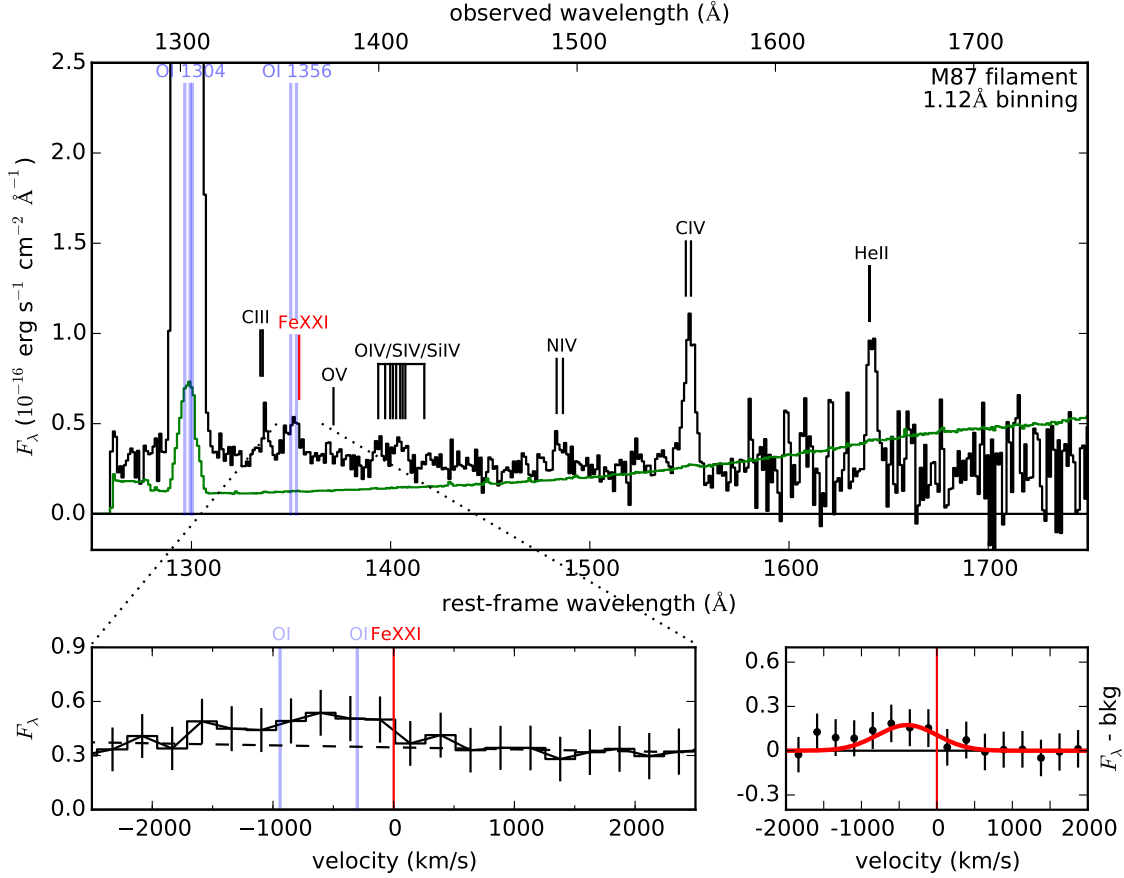 observed wavelength (Å)
1300 1400 1500 1600 1700
2.5
2.0
1.5
1.0
0.5
0.0
F_λ (10^−16 erg s^−1 cm^−2 Å^−1)
OI 1304
OI 1356
M87 filament
1.12Å binning
CIV
HeII
CIII
FeXXI
OV
OIV/SIV/SiIV
NIV
1300 1400 1500 1600 1700
rest-frame wavelength (Å)
OI OI FeXXI
0.9
0.6
0.3
0.0
F_λ
−2000 −1000 0 1000 2000
velocity (km/s)
0.6
0.3
0
-0.3
F_λ - bkg
-2000 -1000 0 1000 2000
velocity (km/s)